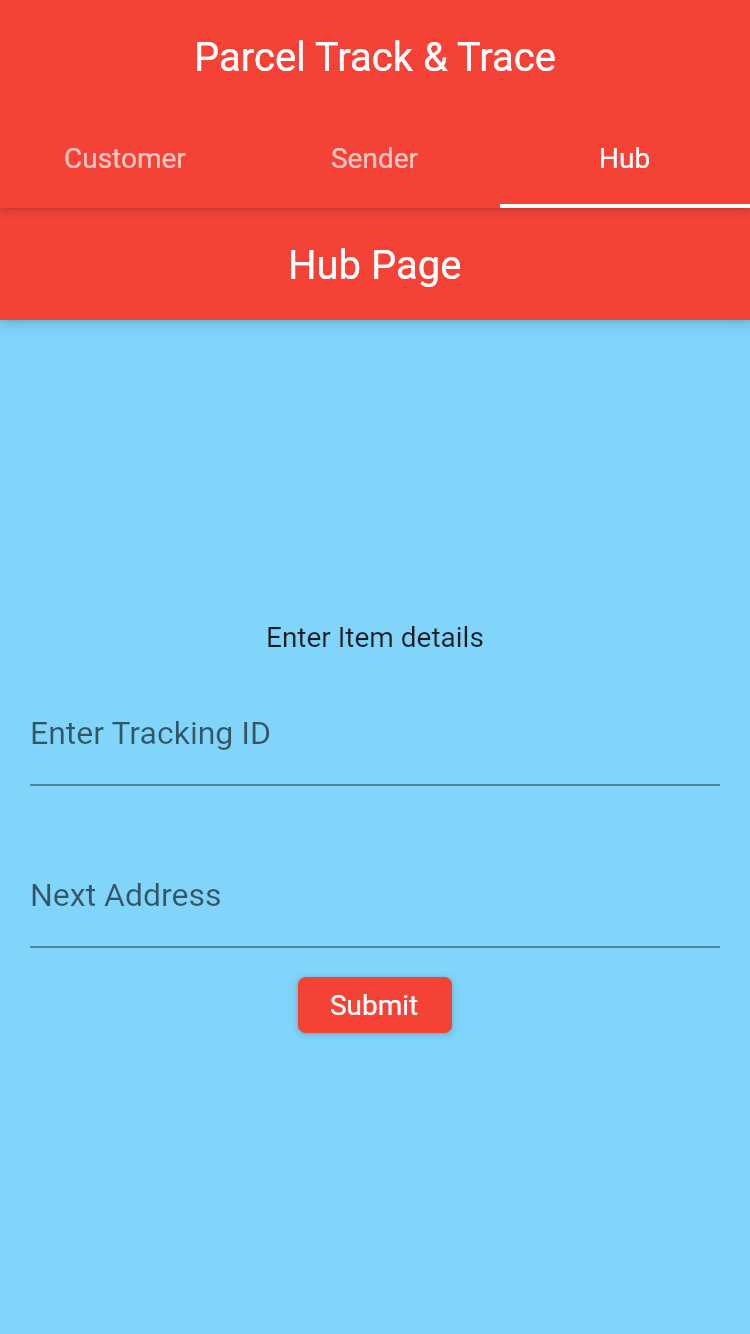 Parcel Track & Trace
Customer Sender Hub
Hub Page
Enter Item details
Enter Tracking ID
Next Address
Submit